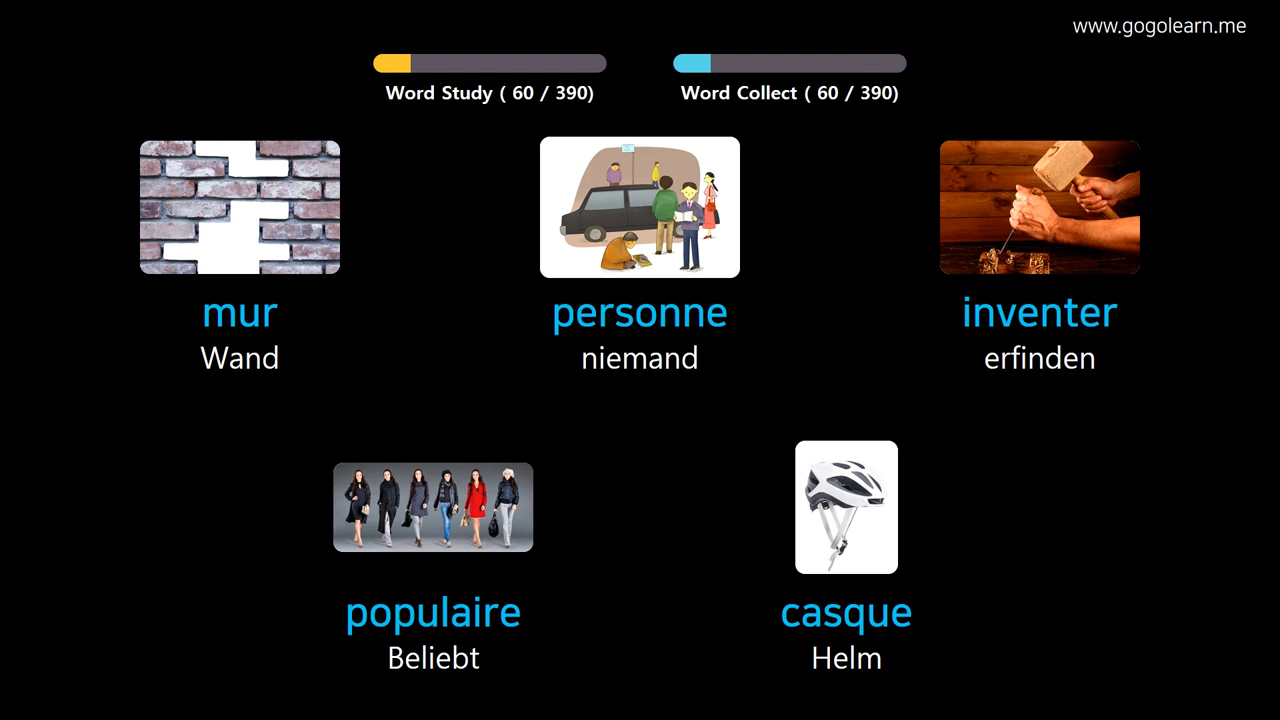 www.gogolearn.me
Word Study ( 60 / 390)
Word Collect ( 60 / 390)
mur
Wand
personne
niemand
inventer
erfinden
populaire
Beliebt
casque
Helm